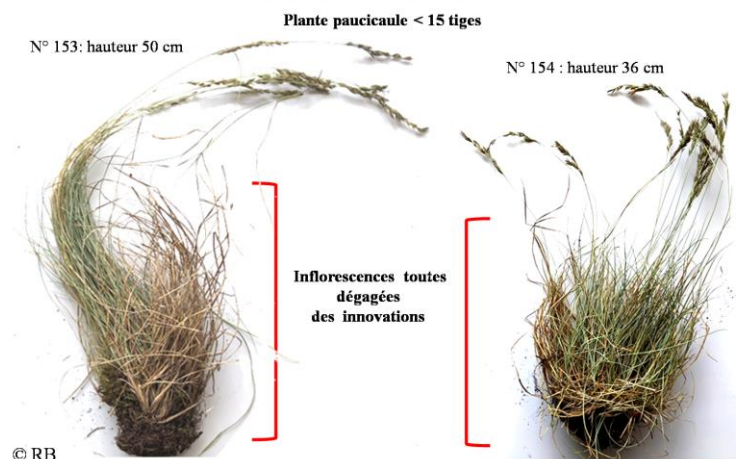 Plante paucicaule < 15 tiges
N° 153: hauteur 50 cm
N° 154 : hauteur 36 cm
Inflorescences toutes
dégagées
des innovations
© RB